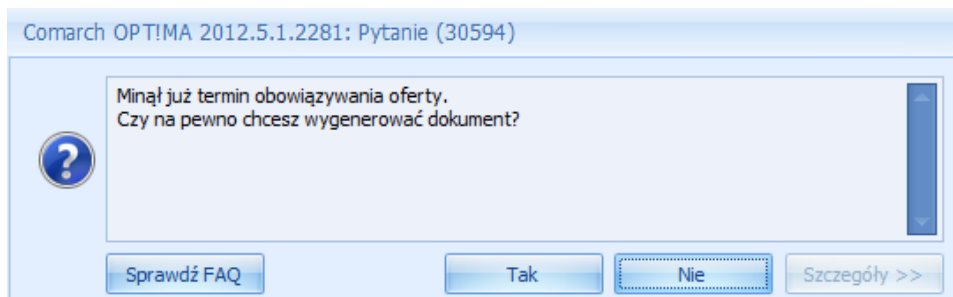 Comarch OPT!MA 2012.5.1.2281: Pytanie (30594)
Minął już termin obowiązywania oferty.
Czy na pewno chcesz wygenerować dokument?
Sprawdź FAQ Tak Nie Szczegóły >>